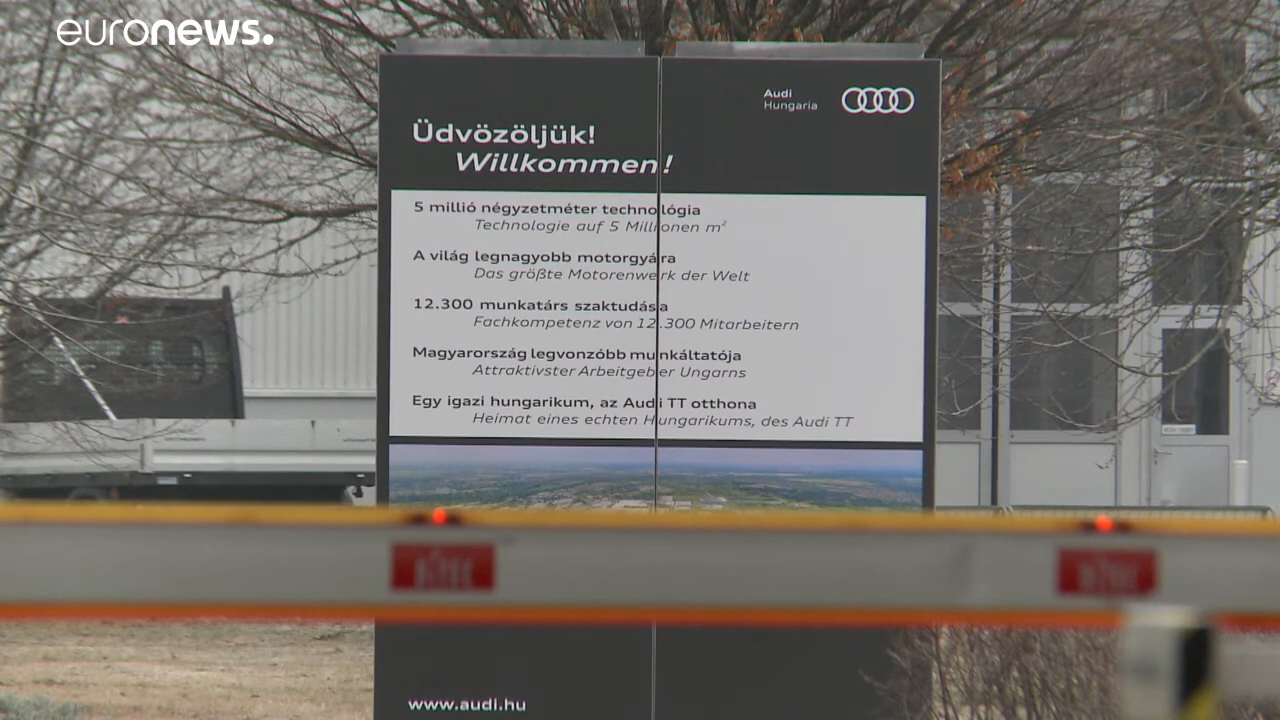 euronews.
Audi
Hungaria
Üdvözöljük!
Willkommen!
5 millió négyzetméter technológia
Technologie auf 5 Millionen m²
A világ legnagyobb motorgyára
Das größte Motorenwerk der Welt
12.300 munkatárs szaktudása
Fachkompetenz von 12.300 Mitarbeitern
Magyarország legvonzóbb munkáltatója
Attraktivster Arbeitgeber Ungarns
Egy igazi hungarikum, az Audi TT otthona
Heimat eines echten Hungarikums, des Audi TT
www.audi.hu